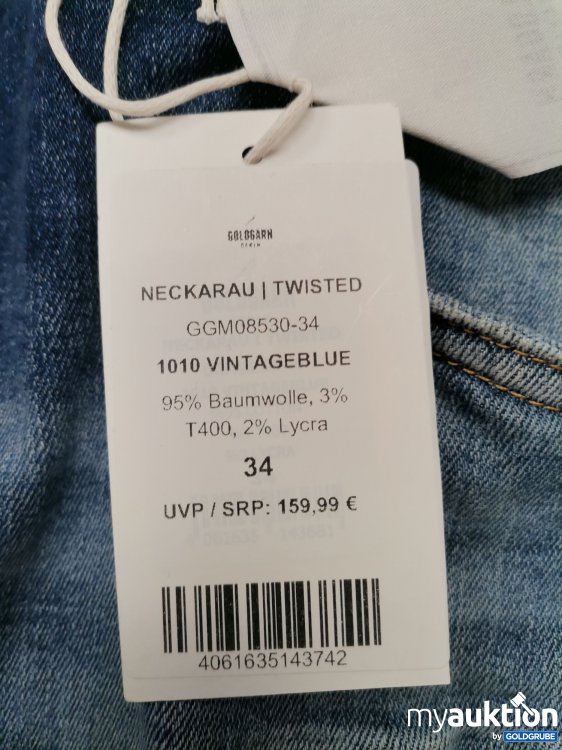 GOLDGARN
DENIM
NECKARAU | TWISTED
GGM08530-34
1010 VINTAGEBLUE
95% Baumwolle, 3%
T400, 2% Lycra
34
UVP / SRP: 159,99 €
4061635143742
myauktion
by GOLDGRUBE